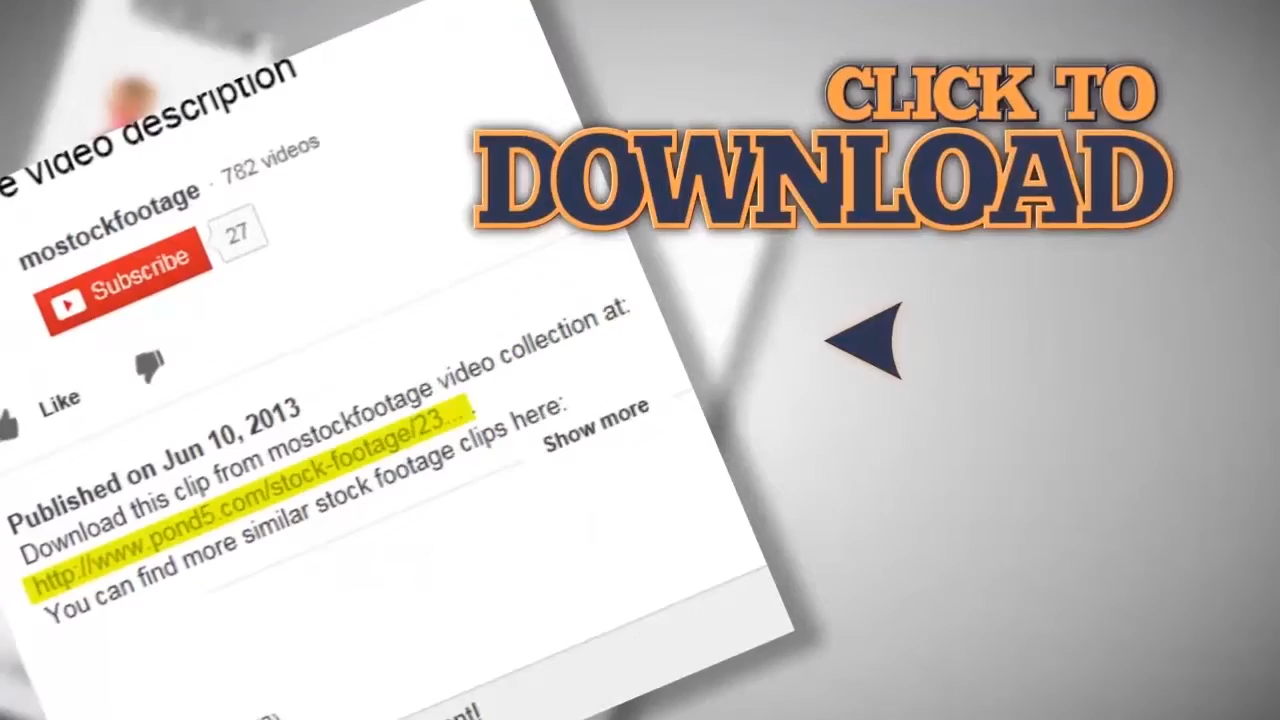 CLICK TO
DOWNLOAD
video description
mostockfootage · 782 videos
Subscribe
27
Like
Published on Jun 10, 2013
Download this clip from mostockfootage video collection at:
http://www.pond5.com/stock-footage/23... .
You can find more similar stock footage clips here:
Show more